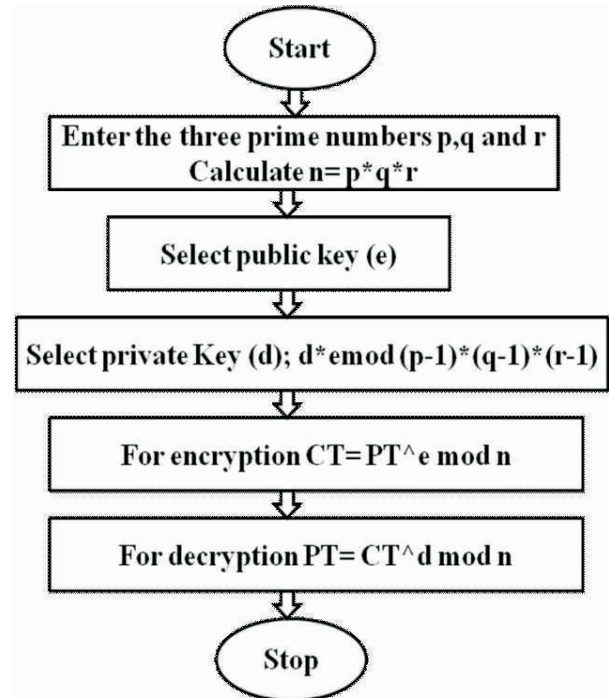 Start
Enter the three prime numbers p,q and r
Calculate n= p*q*r
Select public key (e)
Select private Key (d); d*emod (p-1)*(q-1)*(r-1)
For encryption CT= PT^e mod n
For decryption PT= CT^d mod n
Stop